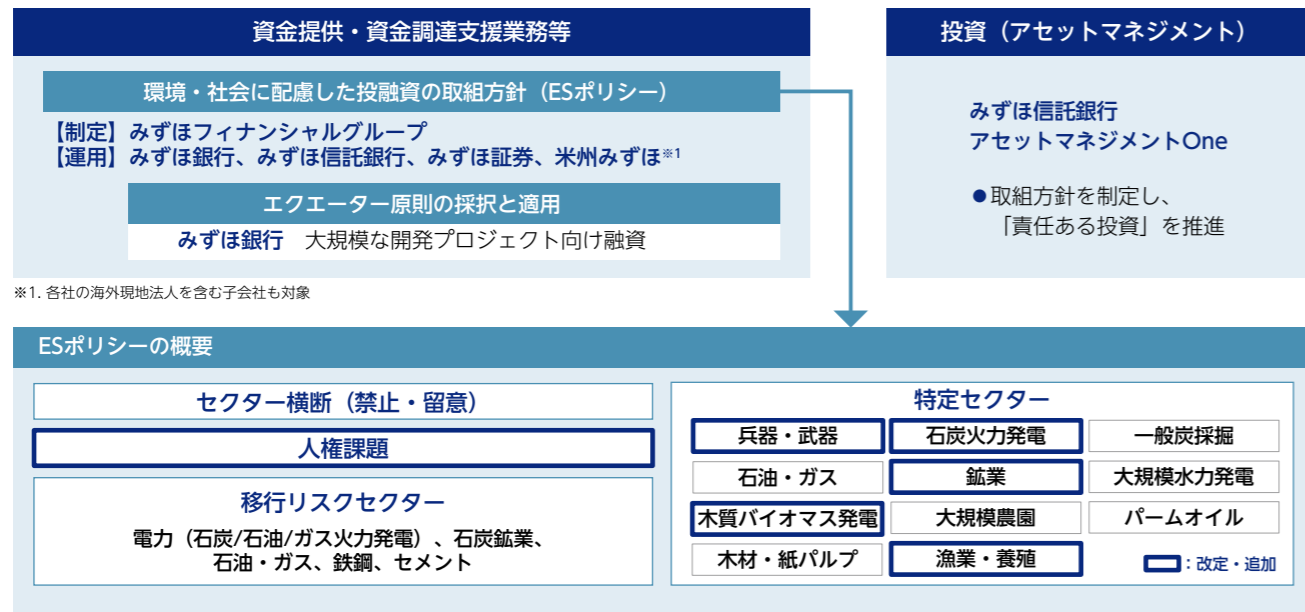 資金提供・資金調達支援業務等
環境・社会に配慮した投融資の取組方針（ESポリシー）
【制定】みずほフィナンシャルグループ
【運用】みずほ銀行、みずほ信託銀行、みずほ証券、米州みずほ※1
エクエーター原則の採択と適用
みずほ銀行　大規模な開発プロジェクト向け融資
※1. 各社の海外現地法人を含む子会社も対象
投資（アセットマネジメント）
みずほ信託銀行
アセットマネジメントOne
●取組方針を制定し、
「責任ある投資」を推進
ESポリシーの概要
セクター横断（禁止・留意）
人権課題
移行リスクセクター
電力（石炭/石油/ガス火力発電）、石炭鉱業、
石油・ガス、鉄鋼、セメント
特定セクター
兵器・武器　石炭火力発電　一般炭採掘
石油・ガス　鉱業　大規模水力発電
木質バイオマス発電　大規模農園　パームオイル
木材・紙パルプ　漁業・養殖　：改定・追加